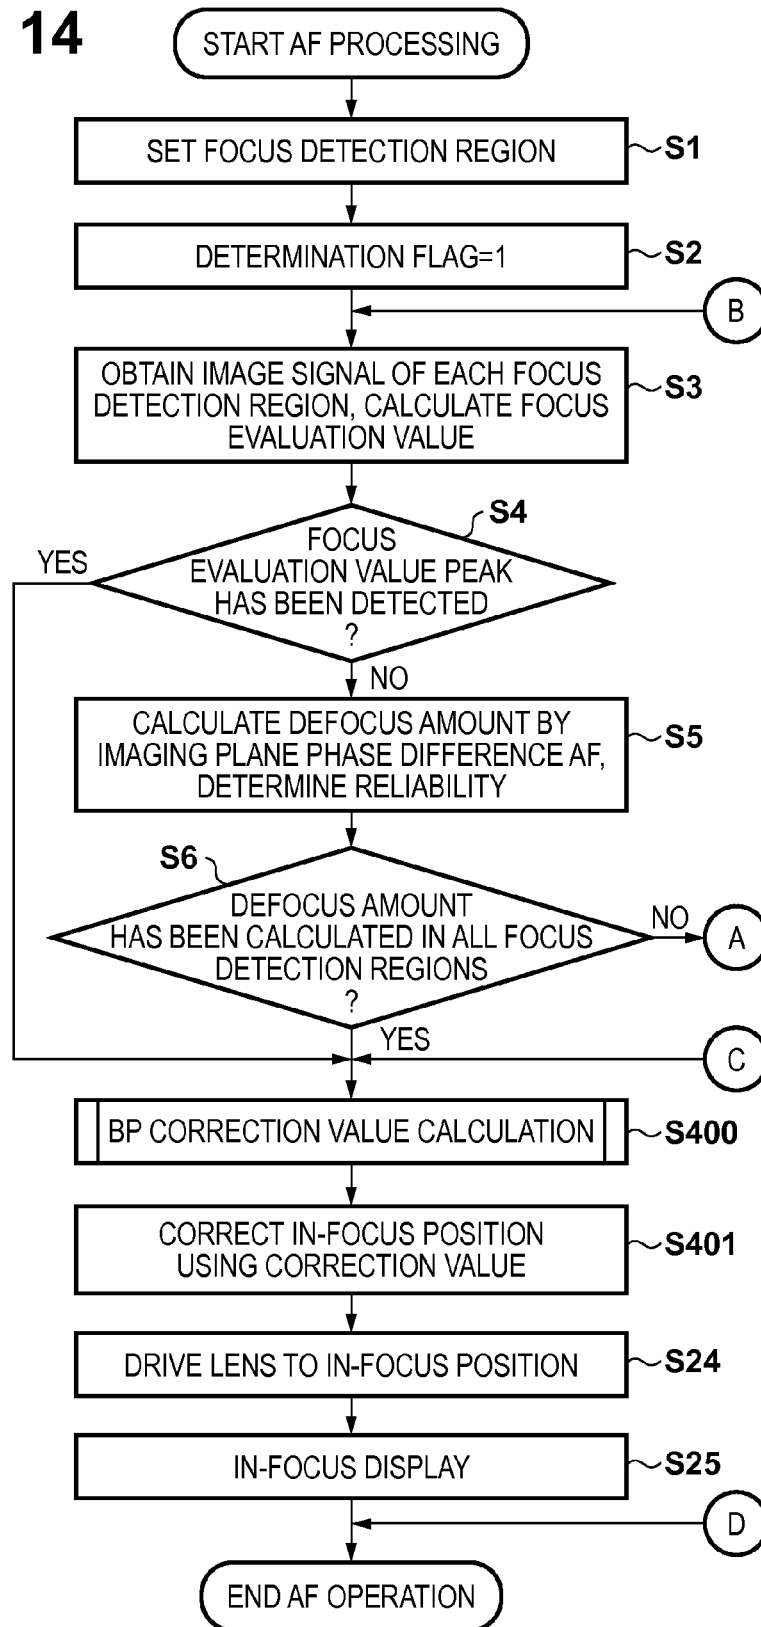 14
START AF PROCESSING
SET FOCUS DETECTION REGION
S1
DETERMINATION FLAG=1
S2
B
OBTAIN IMAGE SIGNAL OF EACH FOCUS
DETECTION REGION, CALCULATE FOCUS
EVALUATION VALUE
S3
S4
YES
FOCUS
EVALUATION VALUE PEAK
HAS BEEN DETECTED
?
NO
CALCULATE DEFOCUS AMOUNT BY
IMAGING PLANE PHASE DIFFERENCE AF,
DETERMINE RELIABILITY
S5
S6
DEFOCUS AMOUNT
HAS BEEN CALCULATED IN ALL FOCUS
DETECTION REGIONS
?
NO
A
YES
C
BP CORRECTION VALUE CALCULATION
S400
CORRECT IN-FOCUS POSITION
USING CORRECTION VALUE
S401
DRIVE LENS TO IN-FOCUS POSITION
S24
IN-FOCUS DISPLAY
S25
D
END AF OPERATION